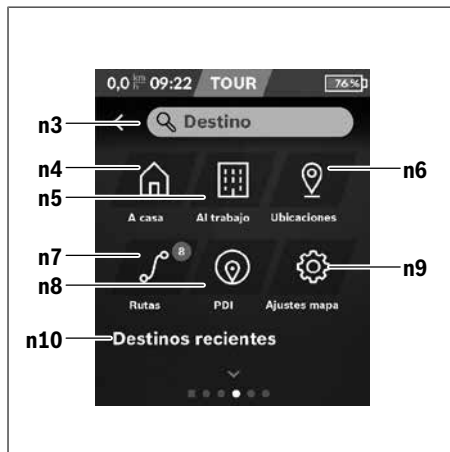 0,0 km/h 09:22 TOUR 76 %
n3 Destino
n4 n6
n5
A casa Al trabajo Ubicaciones
n7 8
n8 n9
Rutas PDI Ajustes mapa
n10 Destinos recientes